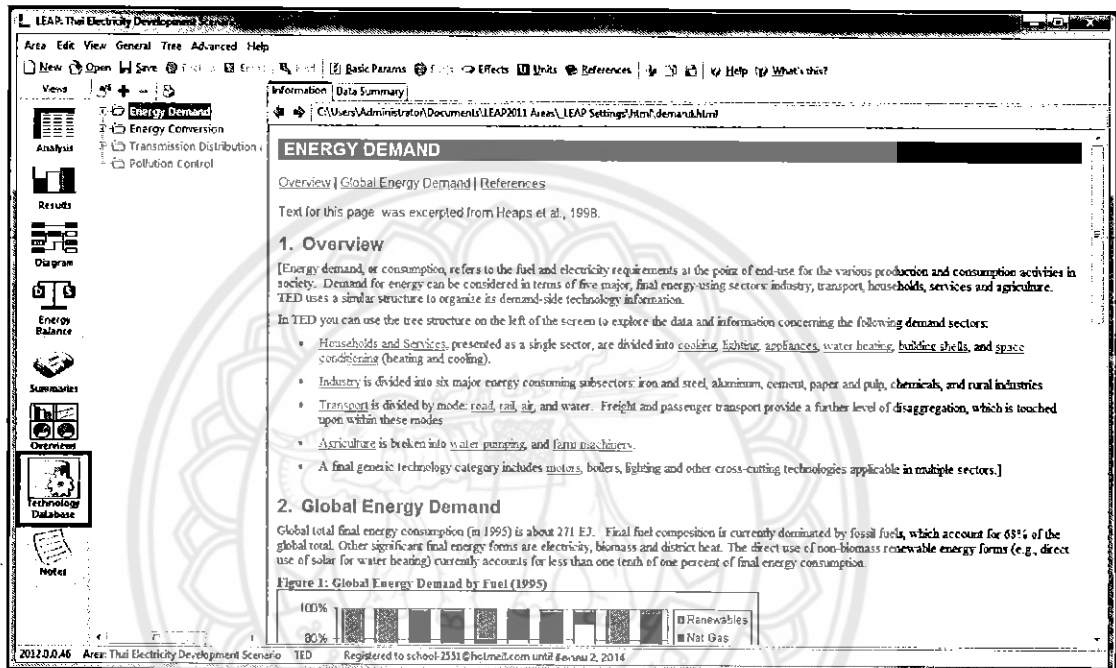 LEAP: Thai Electricity Development Scenario
Area Edit View General Tree Advanced Help
New Open Save Basic Params Effects Units References Help What's this?
Views
Analysis
Results
Diagram
Energy Balance
Summaries
Overviews
Technology Database
Notes
Energy Demand
Energy Conversion
Transmission Distribution
Pollution Control
Information Data Summary
C:\Users\Administrator\Documents\LEAP2011 Areas\_LEAP Settings\html\demand.html
ENERGY DEMAND
Overview | Global Energy Demand | References
Text for this page was excerpted from Heaps et al., 1998.
1. Overview
[Energy demand, or consumption, refers to the fuel and electricity requirements at the point of end-use for the various production and consumption activities in
society. Demand for energy can be considered in terms of five major, final energy-using sectors: industry, transport, households, services and agriculture.
TED uses a similar structure to organize its demand-side technology information.
In TED you can use the tree structure on the left of the screen to explore the data and information concerning the following demand sectors:
• Households and Services, presented as a single sector, are divided into cooking, lighting, appliances, water heating, building shells, and space
conditioning (heating and cooling).
• Industry is divided into six major energy consuming subsectors: iron and steel, aluminum, cement, paper and pulp, chemicals, and rural industries
• Transport is divided by mode: road, rail, air, and water. Freight and passenger transport provide a further level of disaggregation, which is touched
upon within these modes
• Agriculture is broken into water pumping, and farm machinery.
• A final generic technology category includes motors, boilers, lighting and other cross-cutting technologies applicable in multiple sectors.]
2. Global Energy Demand
Global total final energy consumption (in 1995) is about 271 EJ. Final fuel composition is currently dominated by fossil fuels, which account for 68% of the
global total. Other significant final energy forms are electricity, biomass and district heat. The direct use of non-biomass renewable energy forms (e.g., direct
use of solar for water heating) currently accounts for less than one tenth of one percent of final energy consumption.
Figure 1: Global Energy Demand by Fuel (1995)
100%
80%
Renewables
Nat Gas
2012.0.0.46 Area: Thai Electricity Development Scenario TED Registered to school-2531@hotmail.com until 2, 2014